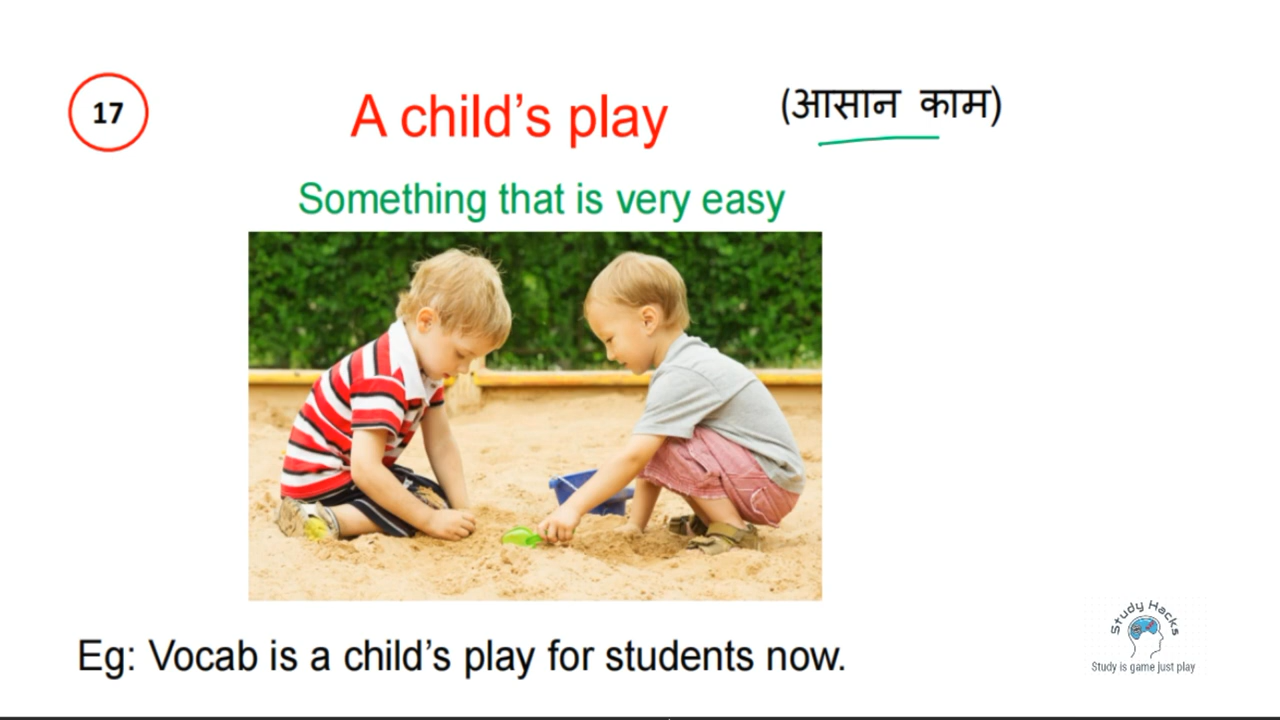 17
A child's play
(आसान काम)
Something that is very easy
Eg: Vocab is a child's play for students now.
Study Hacks
Study is game just play